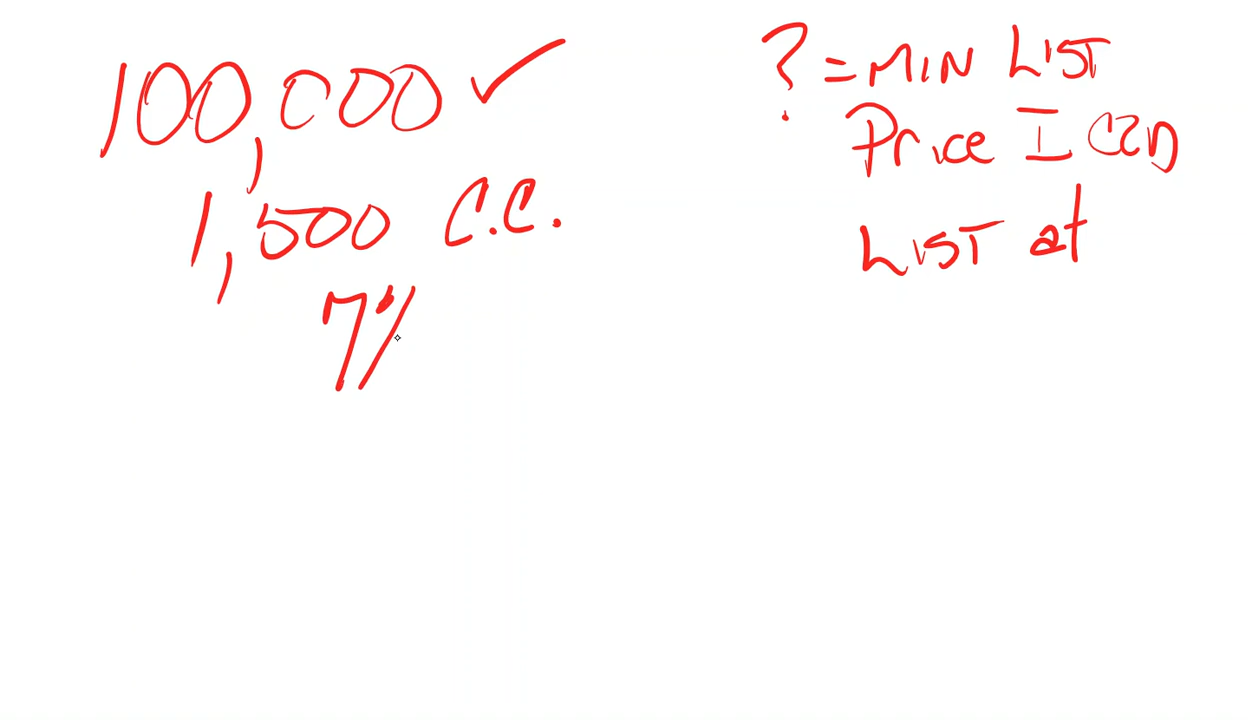 100,000 ✓
1,500 C.C.
7%
? = MIN LIST
Price I can
LIST at